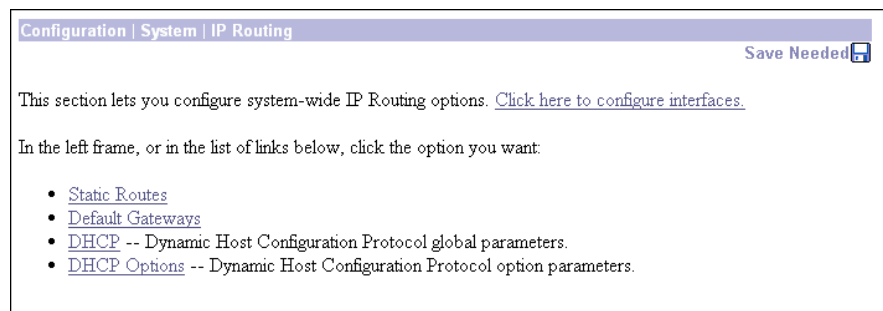 Configuration | System | IP Routing
Save Needed
This section lets you configure system-wide IP Routing options. Click here to configure interfaces.
In the left frame, or in the list of links below, click the option you want:
• Static Routes
• Default Gateways
• DHCP -- Dynamic Host Configuration Protocol global parameters.
• DHCP Options -- Dynamic Host Configuration Protocol option parameters.